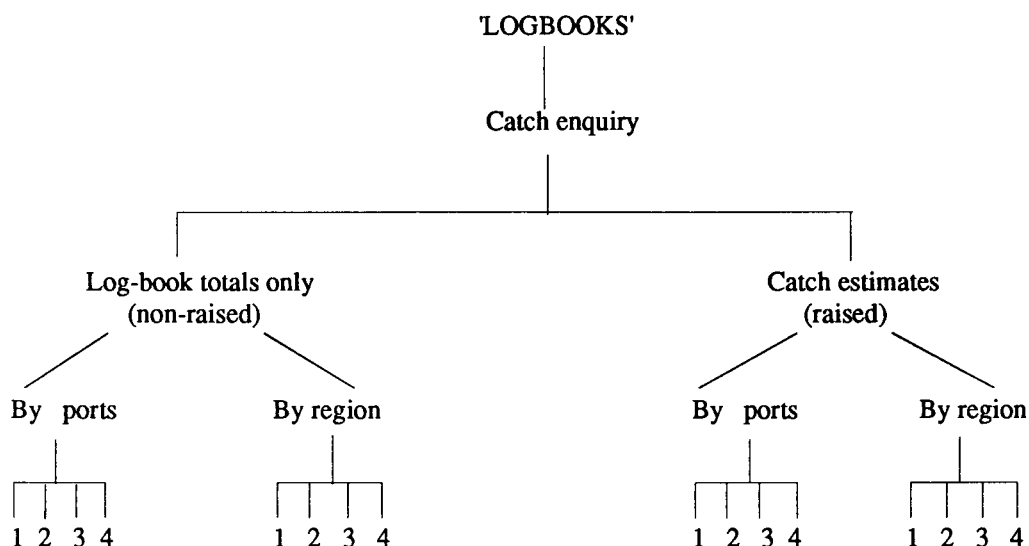 'LOGBOOKS'
Catch enquiry
Log-book totals only
(non-raised)
Catch estimates
(raised)
By ports
By region
By ports
By region
1 2 3 4
1 2 3 4
1 2 3 4
1 2 3 4